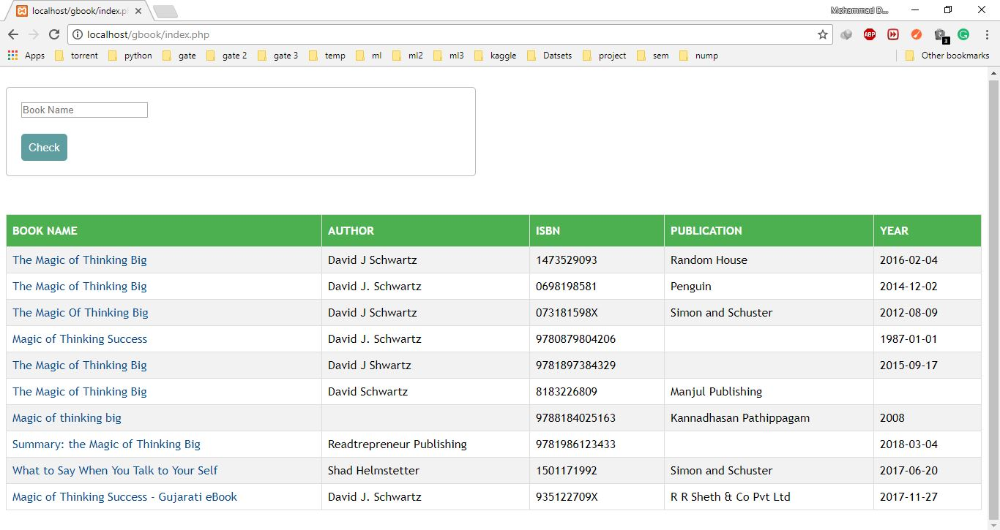 localhost/gbook/index.p
Mohammad D...
localhost/gbook/index.php
ABP
3
Apps torrent python gate gate 2 gate 3 temp ml ml2 ml3 kaggle Datsets project sem nump Other bookmarks
Book Name
Check
BOOK NAME AUTHOR ISBN PUBLICATION YEAR
The Magic of Thinking Big David J Schwartz 1473529093 Random House 2016-02-04
The Magic of Thinking Big David J. Schwartz 0698198581 Penguin 2014-12-02
The Magic Of Thinking Big David J Schwartz 073181598X Simon and Schuster 2012-08-09
Magic of Thinking Success David J. Schwartz 9780879804206 1987-01-01
The Magic of Thinking Big David J Shwartz 9781897384329 2015-09-17
The Magic of Thinking Big David Schwartz 8183226809 Manjul Publishing
Magic of thinking big 9788184025163 Kannadhasan Pathippagam 2008
Summary: the Magic of Thinking Big Readtrepreneur Publishing 9781986123433 2018-03-04
What to Say When You Talk to Your Self Shad Helmstetter 1501171992 Simon and Schuster 2017-06-20
Magic of Thinking Success - Gujarati eBook David J. Schwartz 935122709X R R Sheth & Co Pvt Ltd 2017-11-27